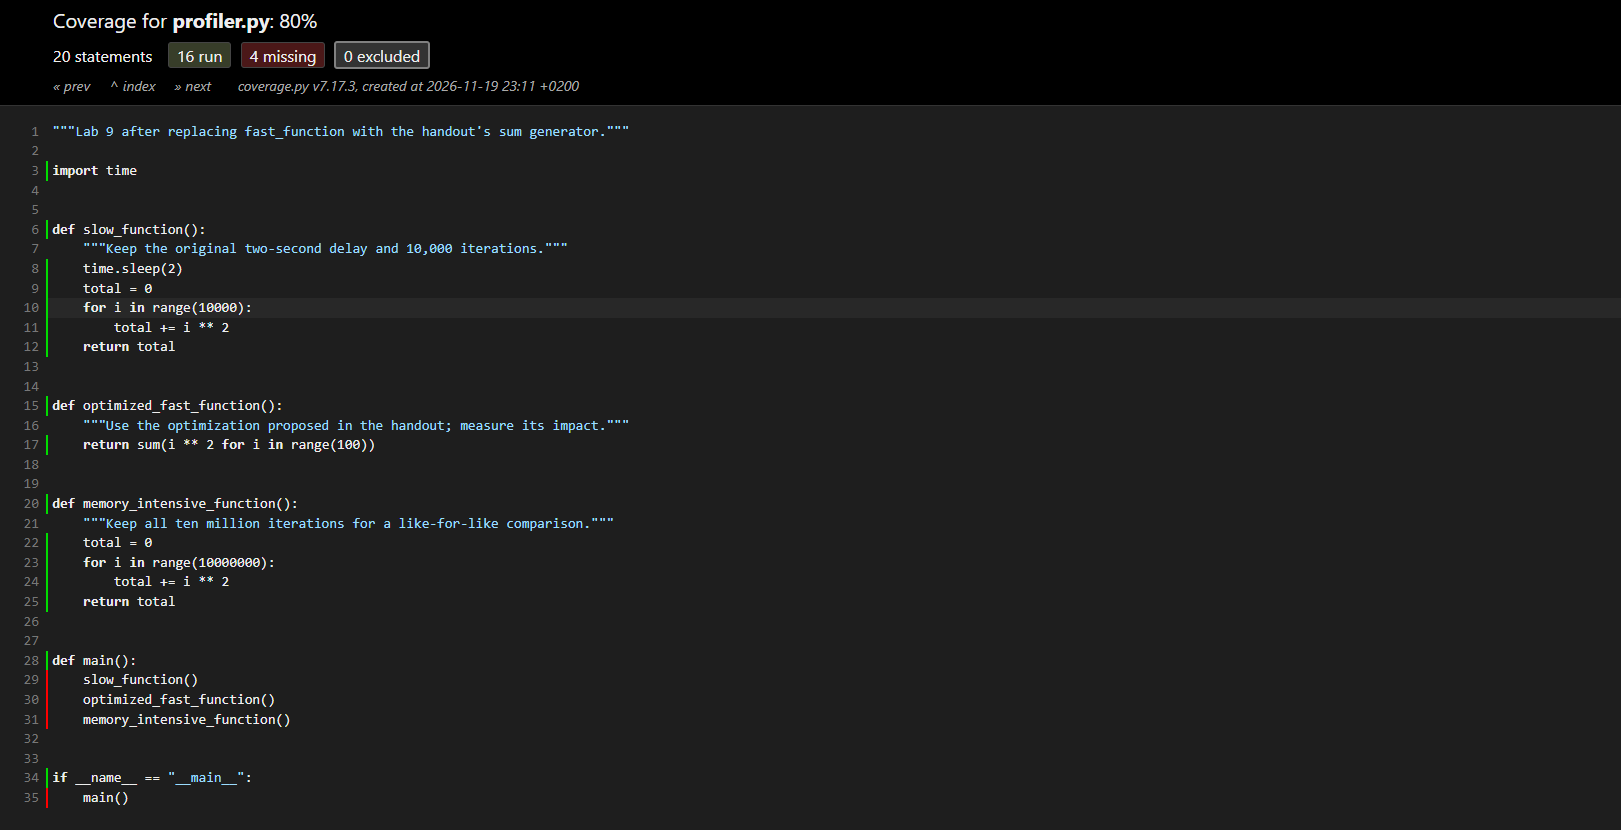 Coverage for profiler.py: 80%
20 statements 16 run 4 missing 0 excluded
« prev ^ index » next coverage.py v7.17.3, created at 2026-11-19 23:11 +0200
1 """Lab 9 after replacing fast_function with the handout's sum generator."""
2
3 import time
4
5
6 def slow_function():
7     """Keep the original two-second delay and 10,000 iterations."""
8     time.sleep(2)
9     total = 0
10     for i in range(10000):
11         total += i ** 2
12     return total
13
14
15 def optimized_fast_function():
16     """Use the optimization proposed in the handout; measure its impact."""
17     return sum(i ** 2 for i in range(100))
18
19
20 def memory_intensive_function():
21     """Keep all ten million iterations for a like-for-like comparison."""
22     total = 0
23     for i in range(10000000):
24         total += i ** 2
25     return total
26
27
28 def main():
29     slow_function()
30     optimized_fast_function()
31     memory_intensive_function()
32
33
34 if __name__ == "__main__":
35     main()